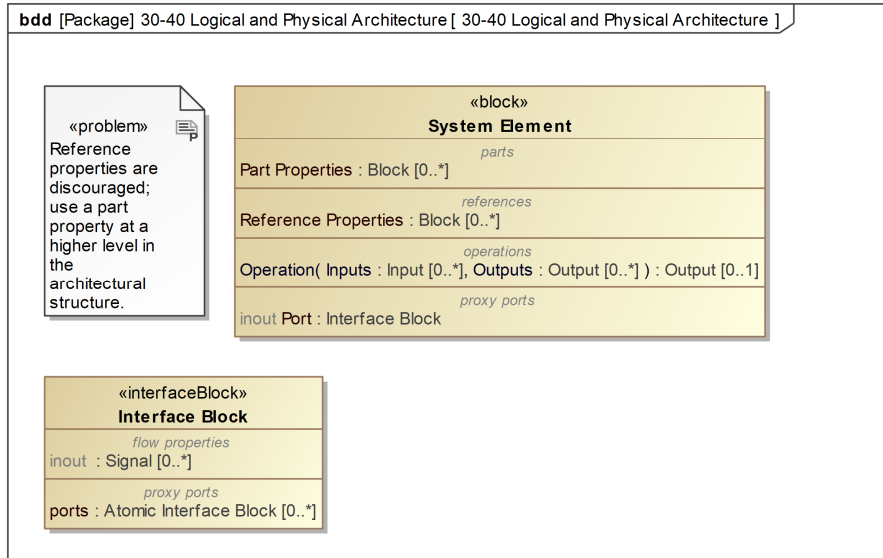 bdd [Package] 30-40 Logical and Physical Architecture [ 30-40 Logical and Physical Architecture ]
«problem»
Reference
properties are
discouraged;
use a part
property at a
higher level in
the
architectural
structure.
«block»
System Element
parts
Part Properties : Block [0..*]
references
Reference Properties : Block [0..*]
operations
Operation( Inputs : Input [0..*], Outputs : Output [0..*] ) : Output [0..1]
proxy ports
inout Port : Interface Block
«interfaceBlock»
Interface Block
flow properties
inout : Signal [0..*]
proxy ports
ports : Atomic Interface Block [0..*]